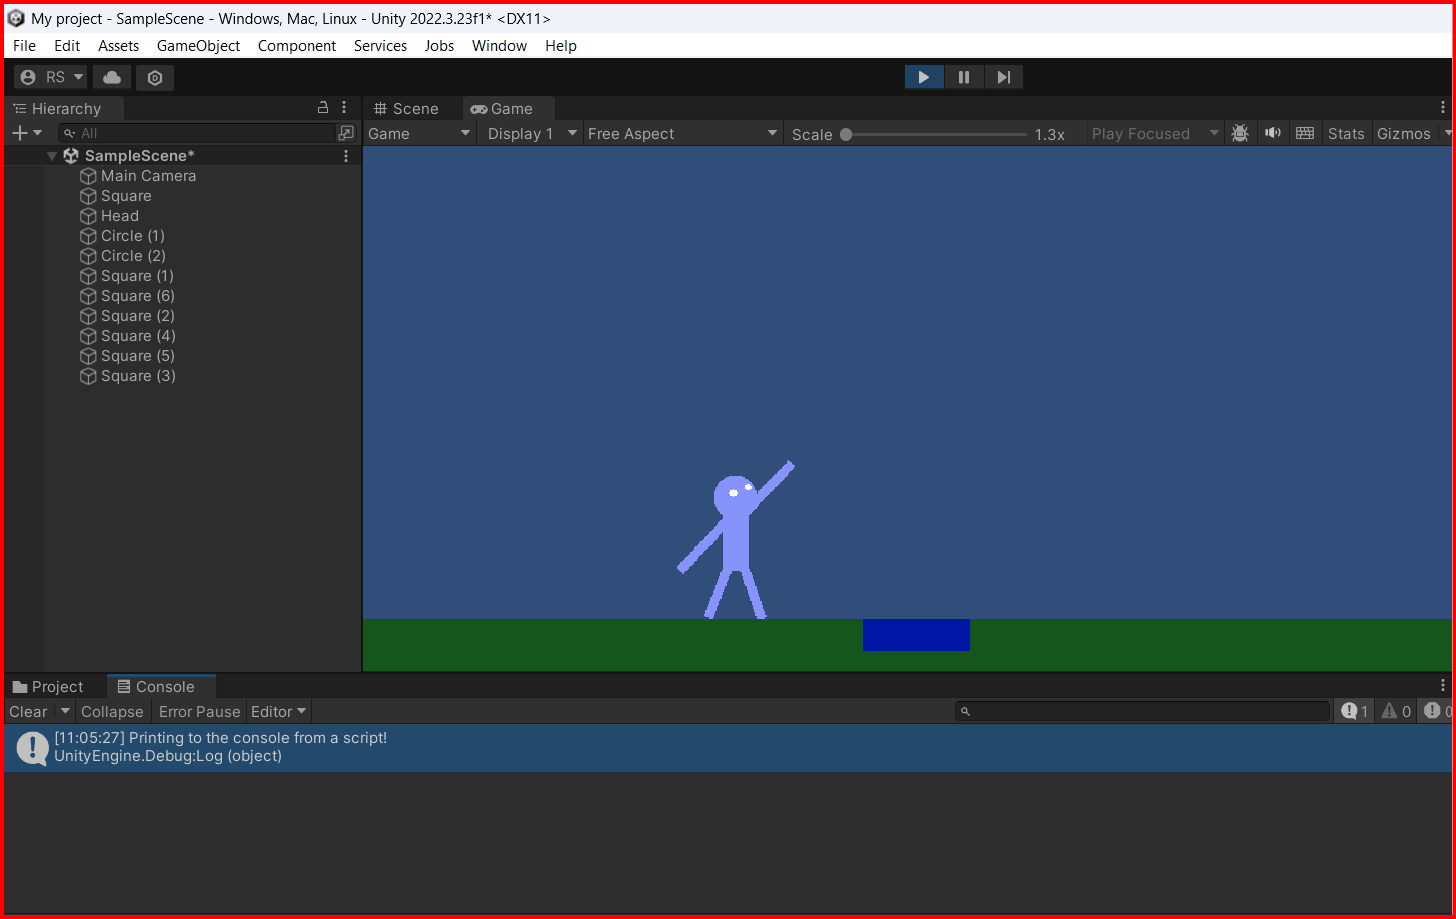 My project - SampleScene - Windows, Mac, Linux - Unity 2022.3.23f1* <DX11>
File Edit Assets GameObject Component Services Jobs Window Help
RS
Hierarchy
All
SampleScene*
Main Camera
Square
Head
Circle (1)
Circle (2)
Square (1)
Square (6)
Square (2)
Square (4)
Square (5)
Square (3)
Scene Game
Game Display 1 Free Aspect Scale 1.3x Play Focused Stats Gizmos
Project Console
Clear Collapse Error Pause Editor 1 0 0
[11:05:27] Printing to the console from a script!
UnityEngine.Debug:Log (object)